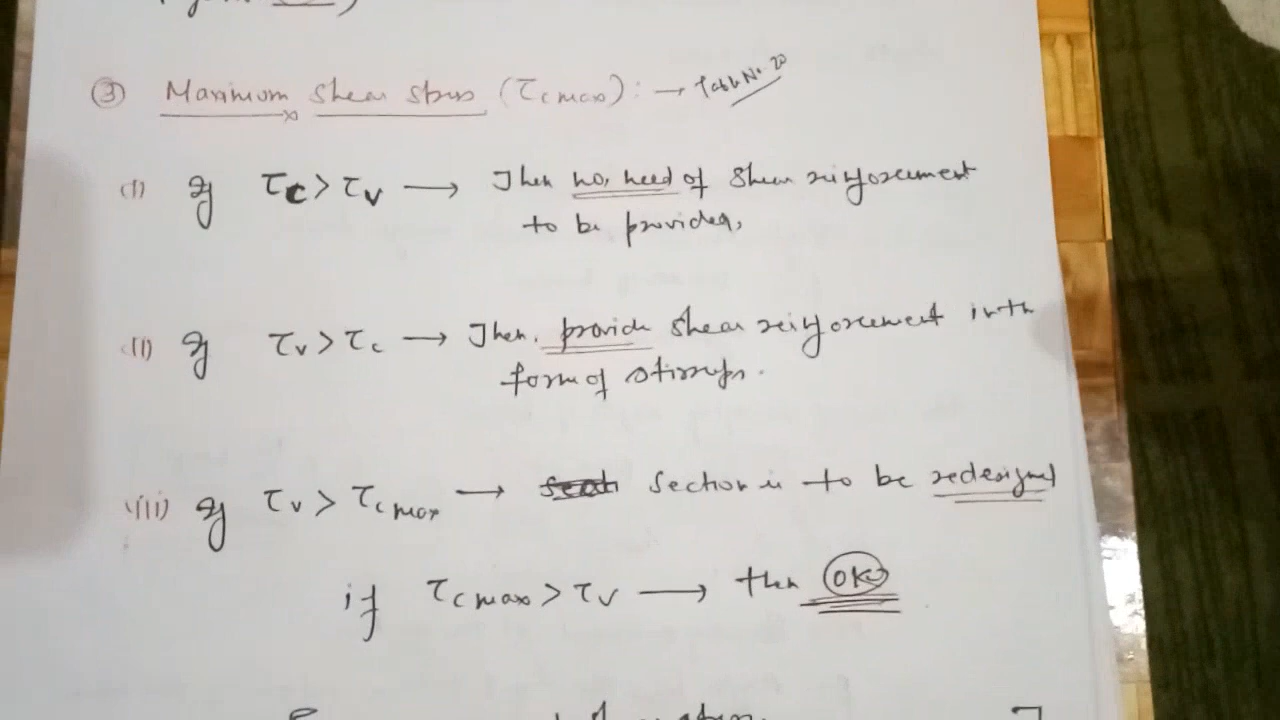 ③ Maximum shear stress (τc max) : → Table No. 20
(i) If τc > τv → Then no need of shear reinforcement
to be provided,
(ii) If τv > τc → Then, provide shear reinforcement in the
form of stirrups.
(iii) If τv > τc max → section is to be redesigned
if τc max > τv → then OK